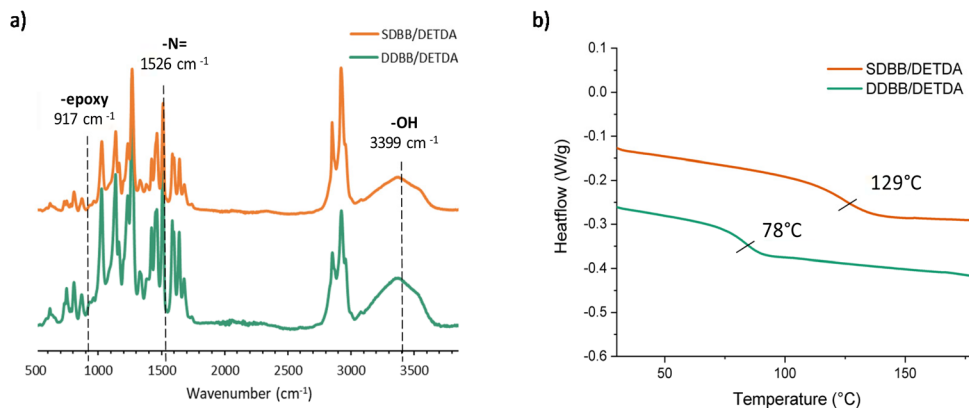 a)
SDBB/DETDA
DDBB/DETDA
-N=
1526 cm⁻¹
-epoxy
917 cm⁻¹
-OH
3399 cm⁻¹
500 1000 1500 2000 2500 3000 3500
Wavenumber (cm⁻¹)
b)
SDBB/DETDA
DDBB/DETDA
0.1
0.0
-0.1
-0.2
-0.3
-0.4
-0.5
-0.6
Heatflow (W/g)
129°C
78°C
50 100 150
Temperature (°C)